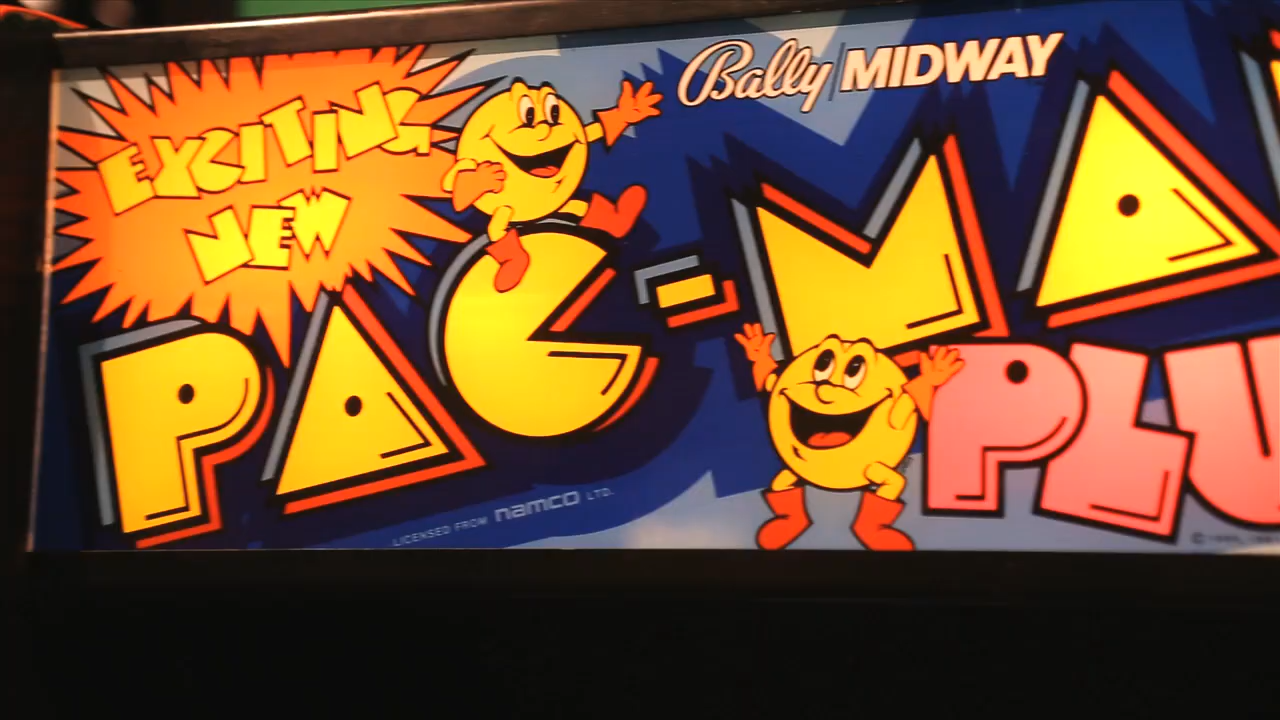 EXCITING
NEW
Bally MIDWAY
PAC-MA
PLU
LICENSED FROM namco LTD.